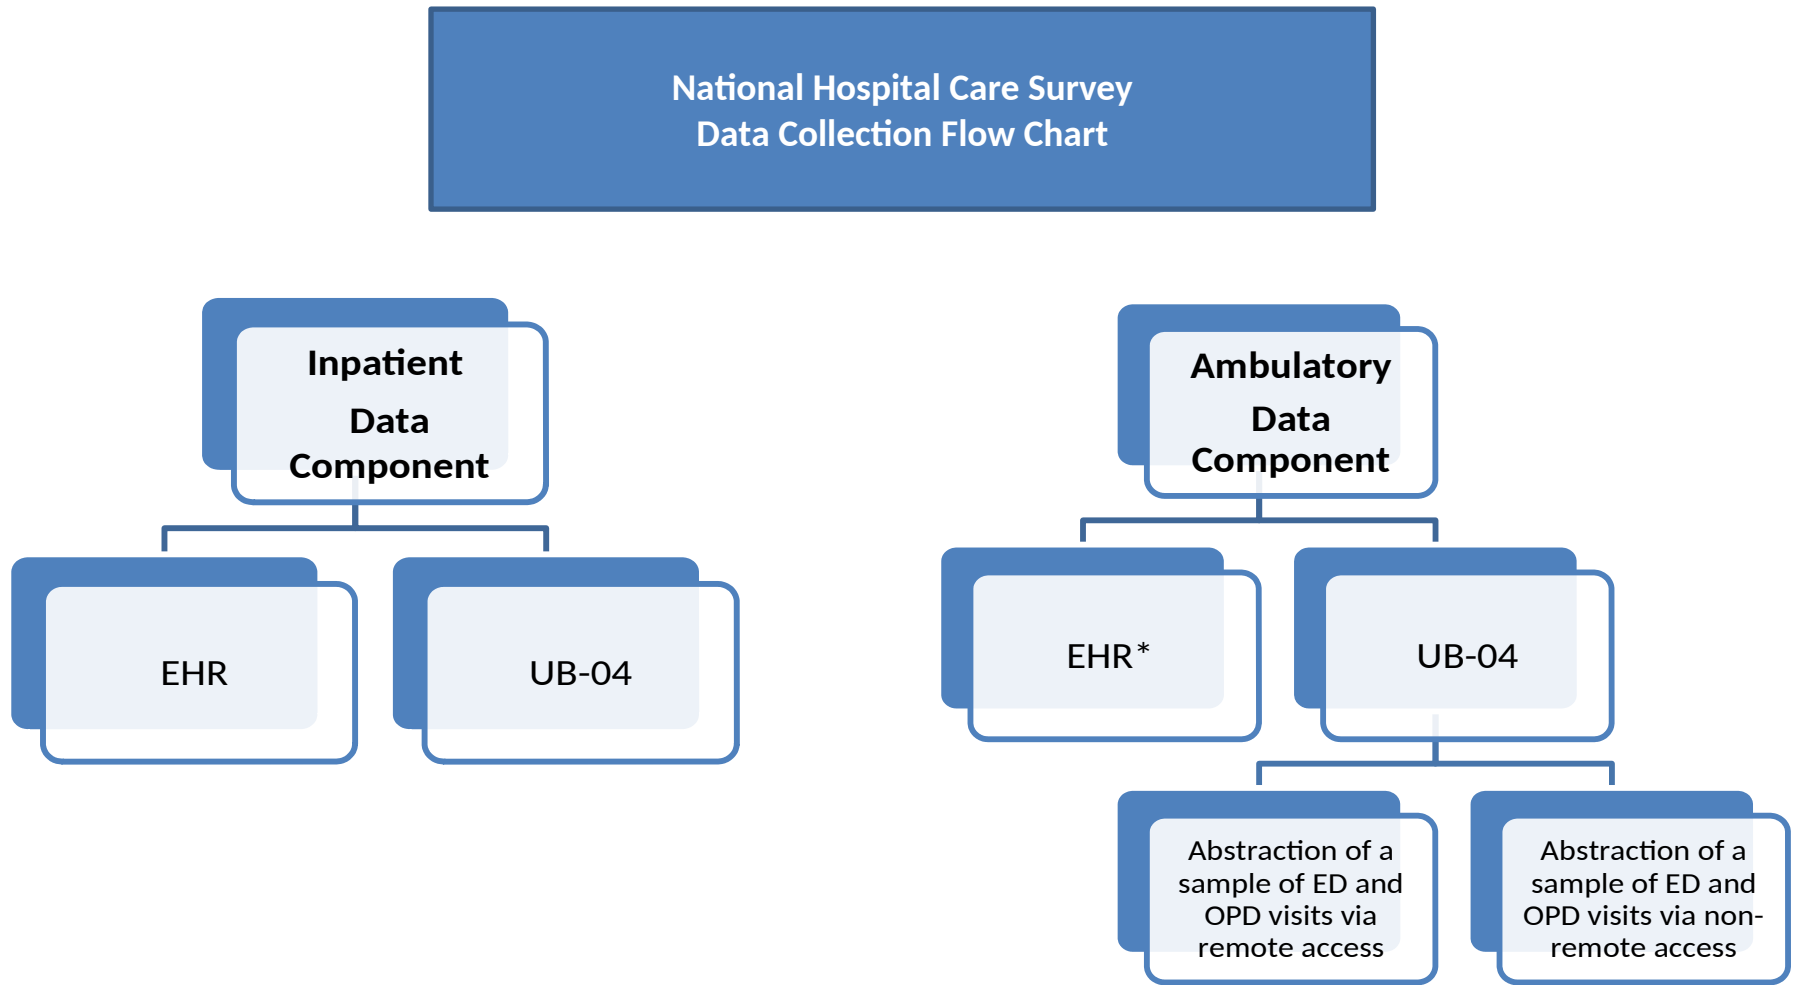 National Hospital Care Survey
Data Collection Flow Chart
Inpatient
Data
Component
EHR
UB-04
Ambulatory
Data
Component
EHR*
UB-04
Abstraction of a
sample of ED and
OPD visits via
remote access
Abstraction of a
sample of ED and
OPD visits via non-
remote access